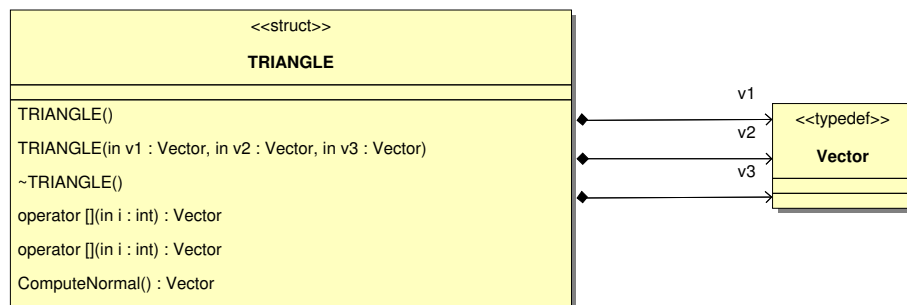 <<struct>>
TRIANGLE
TRIANGLE()
TRIANGLE(in v1 : Vector, in v2 : Vector, in v3 : Vector)
~TRIANGLE()
operator [](in i : int) : Vector
operator [](in i : int) : Vector
ComputeNormal() : Vector
v1
v2
v3
<<typedef>>
Vector